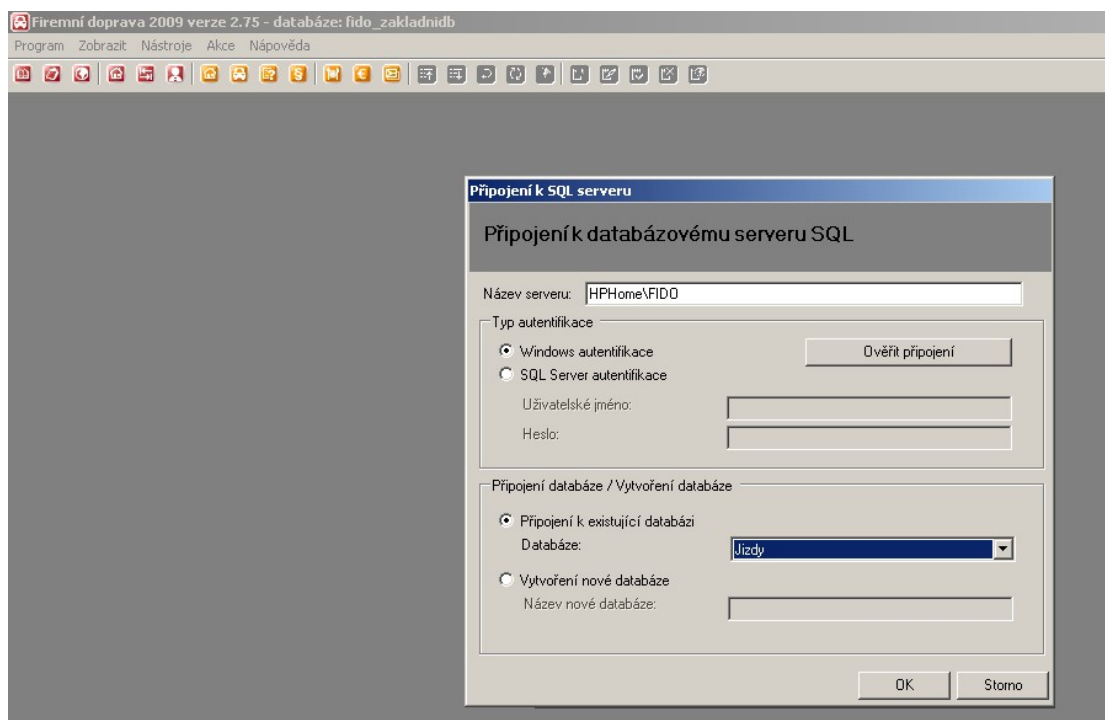 Firemní doprava 2009 verze 2.75 - databáze: fido_zakladnidb
Program Zobrazit Nástroje Akce Nápověda
Připojení k SQL serveru
Připojení k databázovému serveru SQL
Název serveru: HPHome\FIDO
Typ autentifikace
Windows autentifikace Ověřit připojení
SQL Server autentifikace
Uživatelské jméno:
Heslo:
Připojení databáze / Vytvoření databáze
Připojení k existující databázi
Databáze: Jizdy
Vytvoření nové databáze
Název nové databáze:
OK Storno